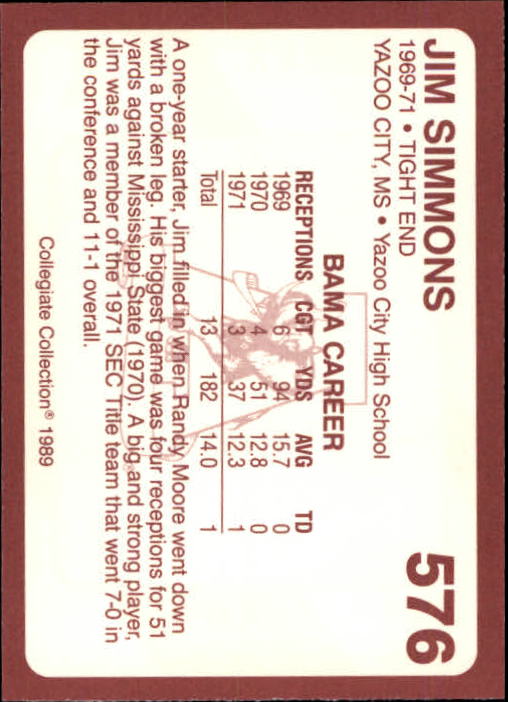 JIM SIMMONS 576
1969-71 • TIGHT END
YAZOO CITY, MS • Yazoo City High School
BAMA CAREER
RECEPTIONS CGT YDS AVG TD
1969 6 94 15.7 0
1970 4 51 12.8 0
1971 3 37 12.3 1
Total 13 182 14.0 1
A one-year starter, Jim filled in when Randy Moore went down
with a broken leg. His biggest game was four receptions for 51
yards against Mississippi State (1970). A big and strong player,
Jim was a member of the 1971 SEC Title team that went 7-0 in
the conference and 11-1 overall.
Collegiate Collection® 1989